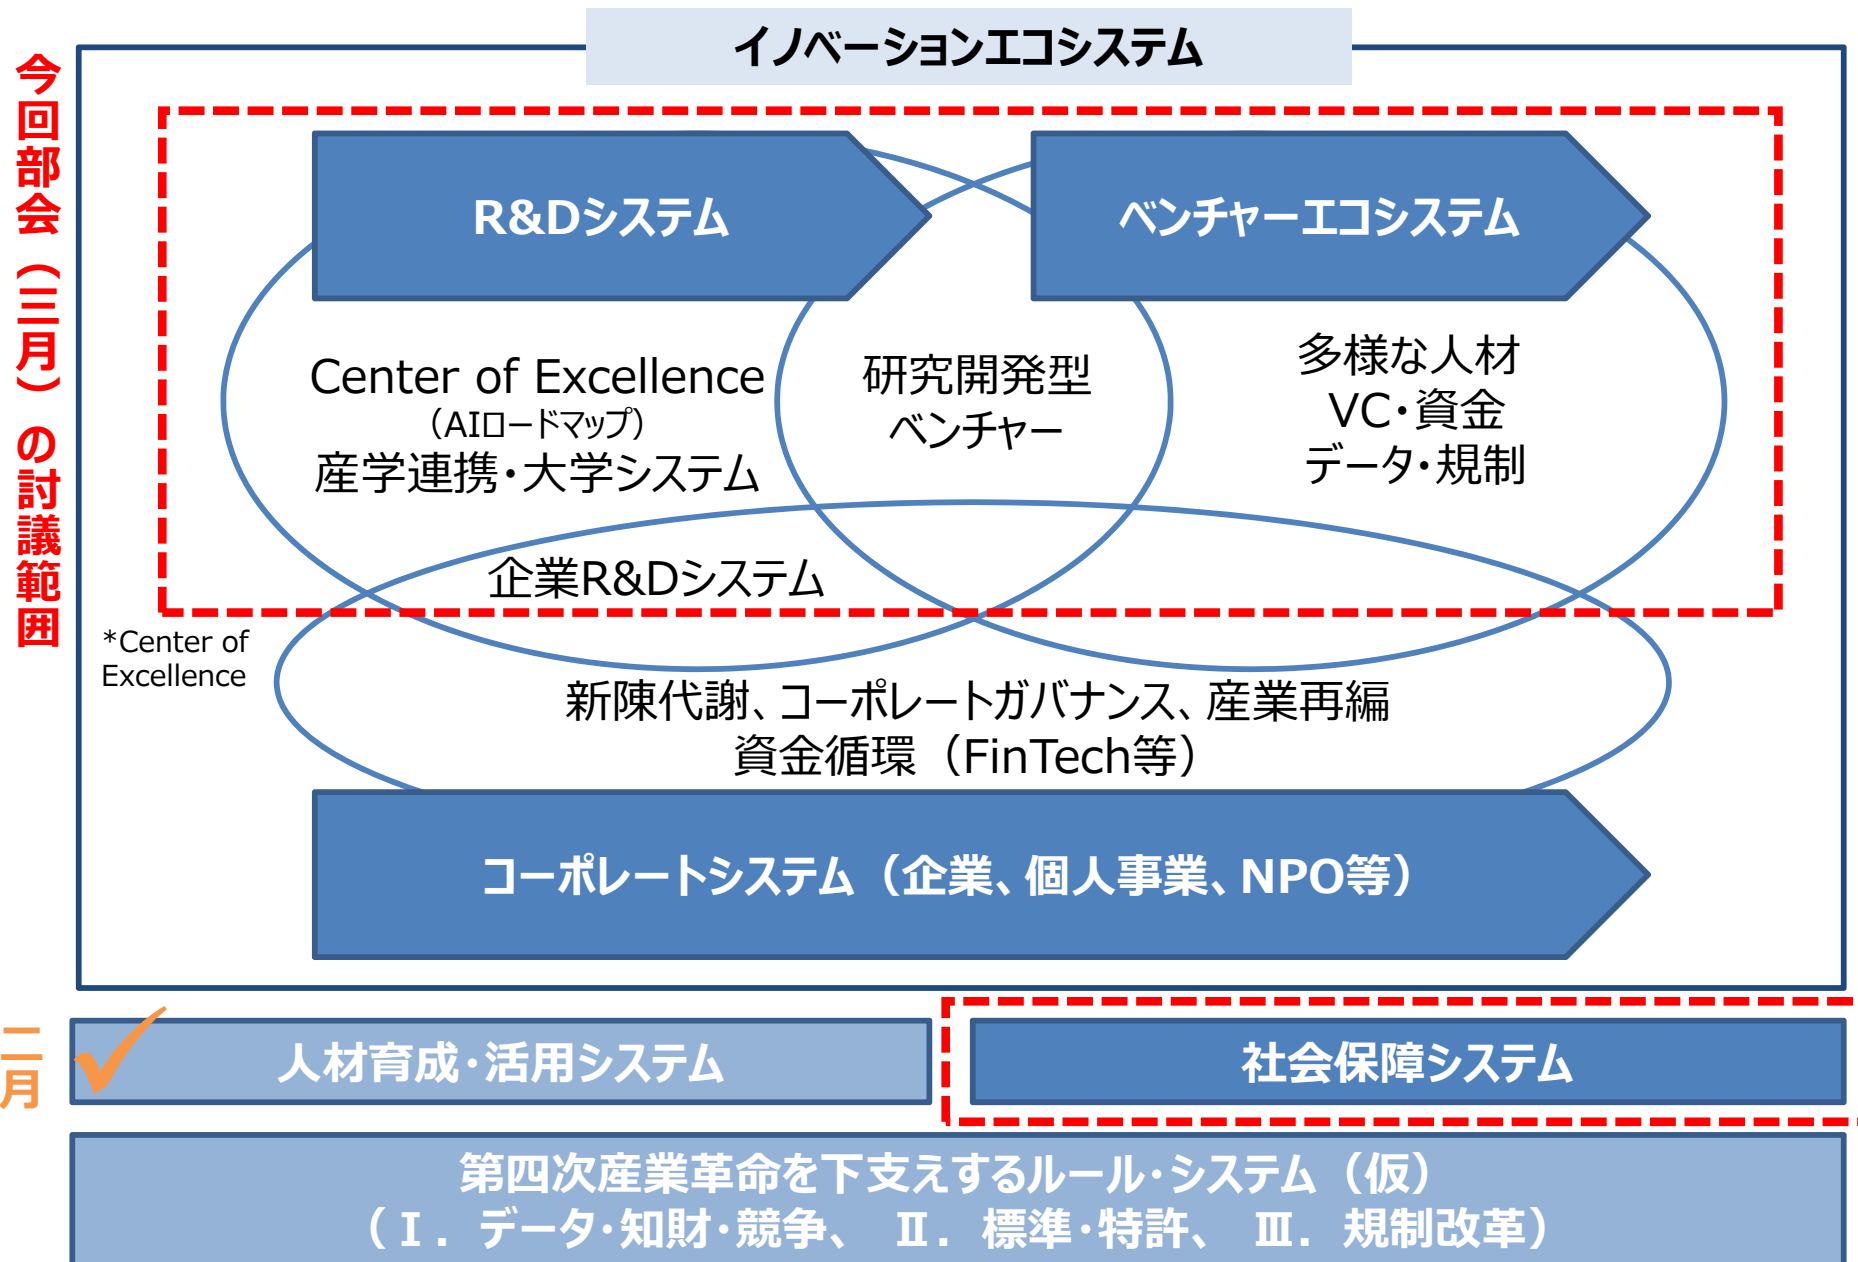 イノベーションエコシステム
今回部会（三月）の討議範囲
R&Dシステム
ベンチャーエコシステム
Center of Excellence
（AIロードマップ）
産学連携・大学システム
研究開発型
ベンチャー
多様な人材
VC・資金
データ・規制
企業R&Dシステム
*Center of
Excellence
新陳代謝、コーポレートガバナンス、産業再編
資金循環（FinTech等）
コーポレートシステム（企業、個人事業、NPO等）
二月
人材育成・活用システム
社会保障システム
第四次産業革命を下支えするルール・システム（仮）
（Ⅰ．データ・知財・競争、Ⅱ．標準・特許、Ⅲ．規制改革）